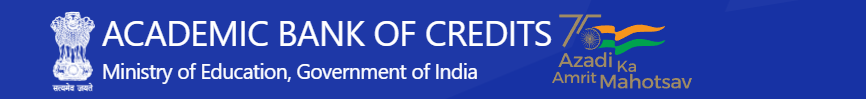 ACADEMIC BANK OF CREDITS
Ministry of Education, Government of India
सत्यमेव जयते
75
Azadi Ka
Amrit Mahotsav